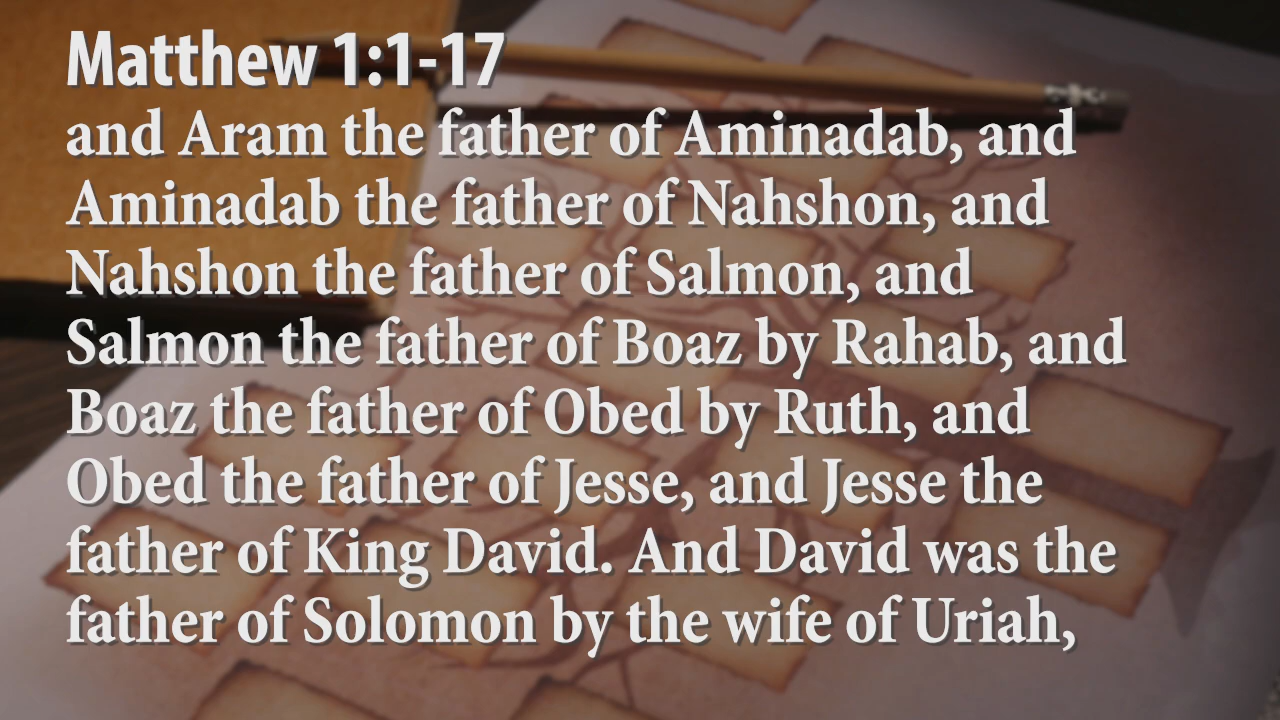 Matthew 1:1-17
and Aram the father of Aminadab, and
Aminadab the father of Nahshon, and
Nahshon the father of Salmon, and
Salmon the father of Boaz by Rahab, and
Boaz the father of Obed by Ruth, and
Obed the father of Jesse, and Jesse the
father of King David. And David was the
father of Solomon by the wife of Uriah,